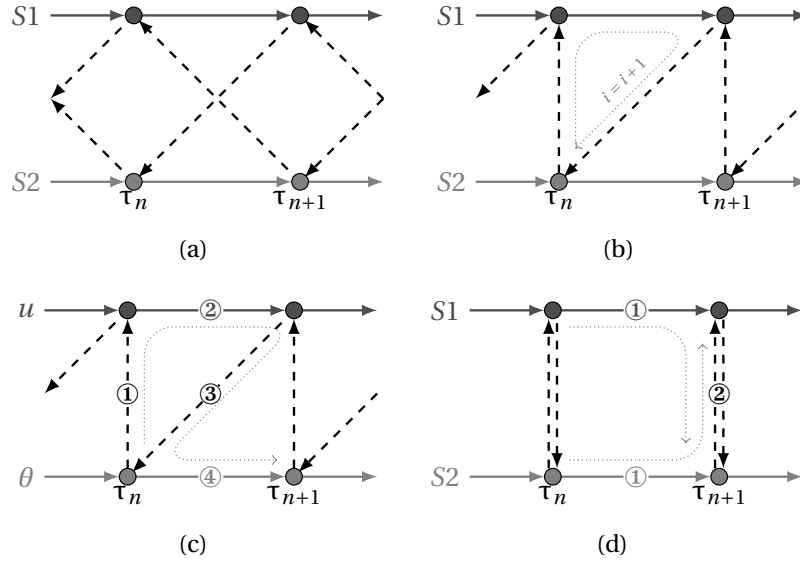 S1
S2
τn
τn+1
(a)
S1
i = i+1
S2
τn
τn+1
(b)
u
②
①
③
θ
④
τn
τn+1
(c)
S1
①
②
S2
①
τn
τn+1
(d)